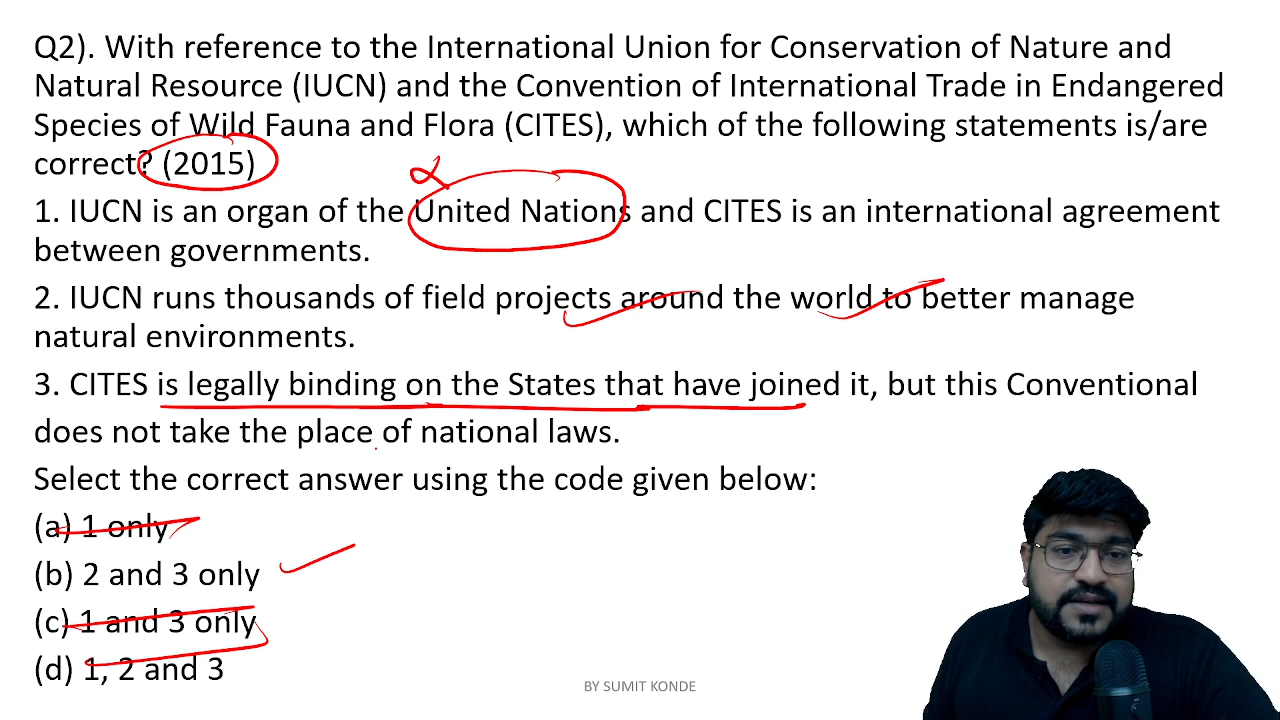 Q2). With reference to the International Union for Conservation of Nature and
Natural Resource (IUCN) and the Convention of International Trade in Endangered
Species of Wild Fauna and Flora (CITES), which of the following statements is/are
correct? (2015)
1. IUCN is an organ of the United Nations and CITES is an international agreement
between governments.
2. IUCN runs thousands of field projects around the world to better manage
natural environments.
3. CITES is legally binding on the States that have joined it, but this Conventional
does not take the place of national laws.
Select the correct answer using the code given below:
(a) 1 only
(b) 2 and 3 only
(c) 1 and 3 only
(d) 1, 2 and 3
BY SUMIT KONDE